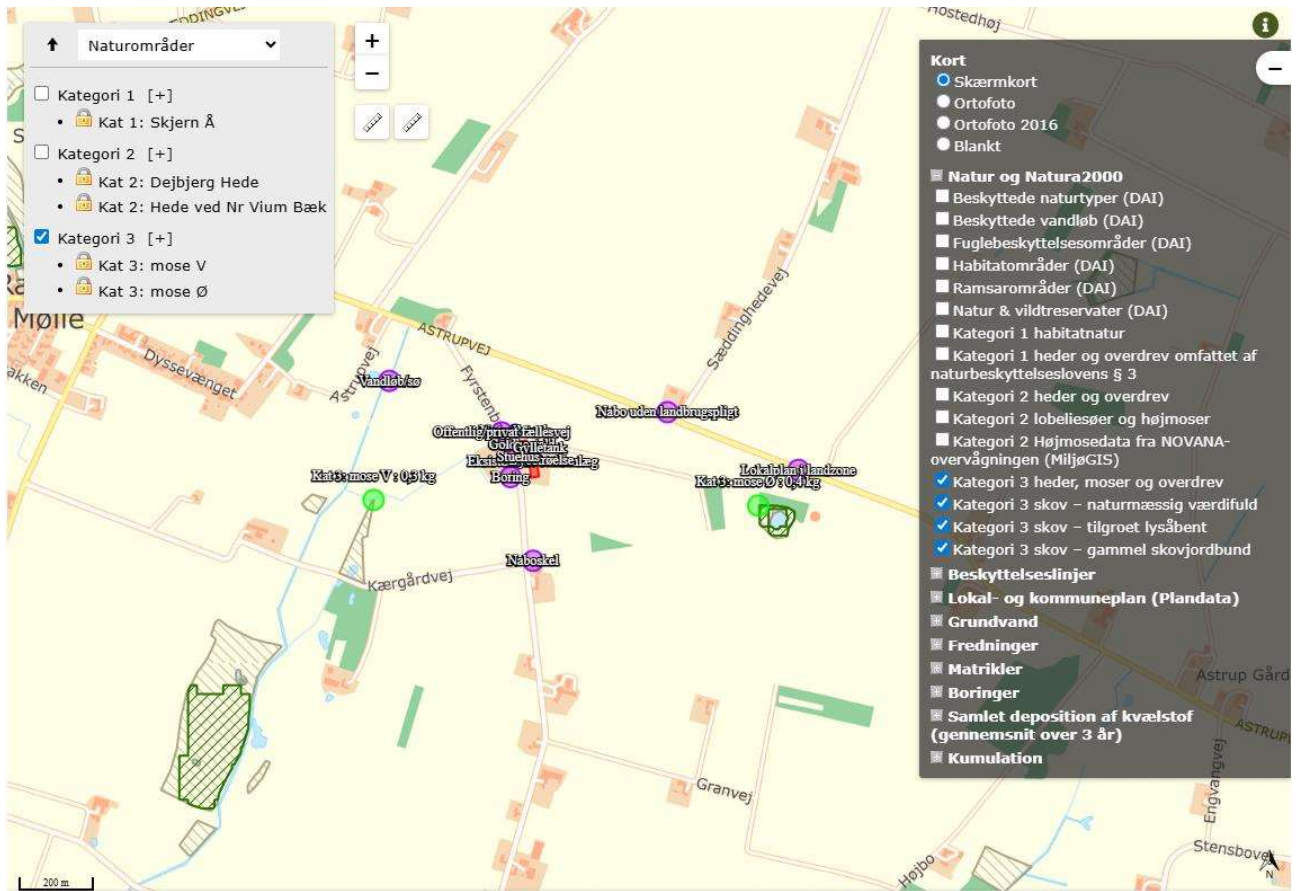 EDDINGVEJ
Hostedhøj
Naturområder
Kategori 1 [+]
Kat 1: Skjern Å
Kategori 2 [+]
Kat 2: Dejbjerg Hede
Kat 2: Hede ved Nr Vium Bæk
Kategori 3 [+]
Kat 3: mose V
Kat 3: mose Ø
+
−
Kort
Skærmkort
Ortofoto
Ortofoto 2016
Blankt
Natur og Natura2000
Beskyttede naturtyper (DAI)
Beskyttede vandløb (DAI)
Fuglebeskyttelsesområder (DAI)
Habitatområder (DAI)
Ramsarområder (DAI)
Natur & vildtreservater (DAI)
Kategori 1 habitatnatur
Kategori 1 heder og overdrev omfattet af
naturbeskyttelseslovens § 3
Kategori 2 heder og overdrev
Kategori 2 lobeliesøer og højmoser
Kategori 2 Højmosedata fra NOVANA-
overvågningen (MiljøGIS)
Kategori 3 heder, moser og overdrev
Kategori 3 skov – naturmæssig værdifuld
Kategori 3 skov – tilgroet lysåbent
Kategori 3 skov – gammel skovjordbund
Beskyttelseslinjer
Lokal- og kommuneplan (Plandata)
Grundvand
Fredninger
Matrikler
Boringer
Samlet deposition af kvælstof
(gennemsnit over 3 år)
Kumulation
Mølle
Dyssevænget
akken
Astrupvej
ASTRUPVEJ
Sæddinghedevej
Vandløb/sø
Nabo uden landbrugspligt
Offentlig/privat fællesvej
Gylletank
Stuehus
Boring
Kat 3: mose V : 0,3 kg
Lokalplan i landzone
Kat 3: mose Ø : 0,4 kg
Naboskel
Kærgårdvej
Granvej
Højbo
Astrup Gård
ASTRUPV
Engvangvej
Stensbovej
200 m
N